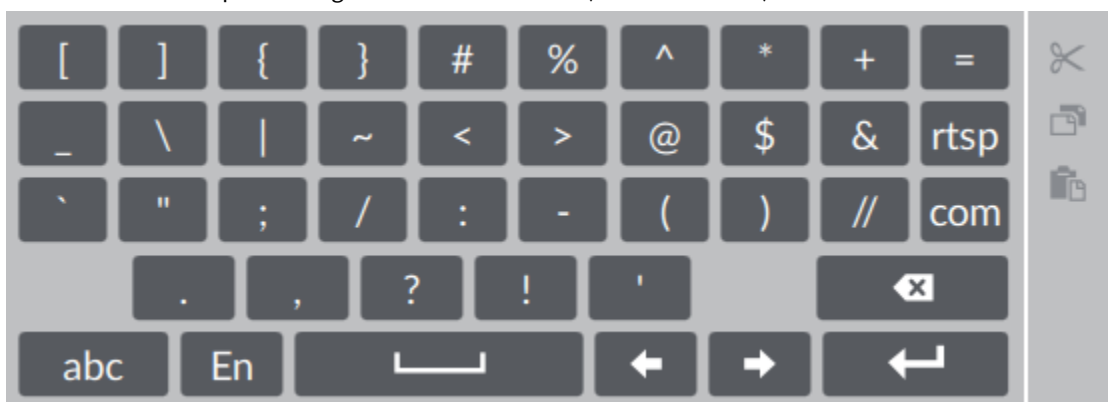 [ ] { } # % ^ * + =
_ \ | ~ < > @ $ & rtsp
` " ; / : - ( ) // com
. , ? ! '
abc En